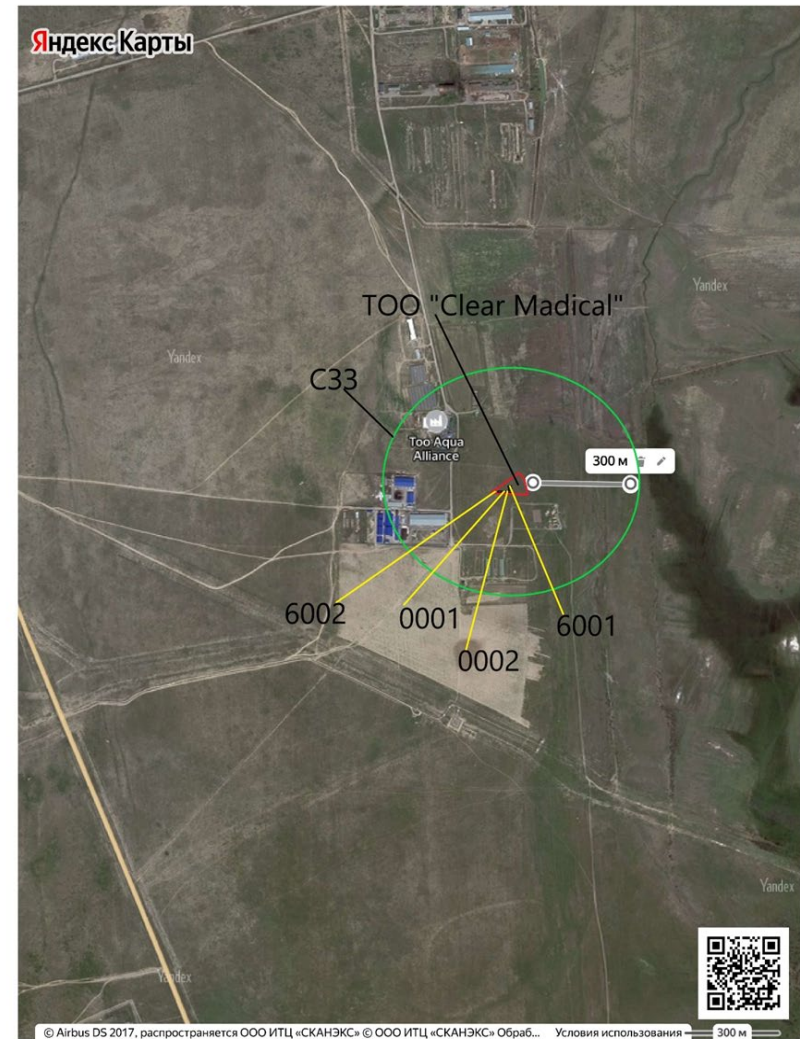 Яндекс Карты
Yandex
ТОО "Clear Madical"
Yandex
С33
Too Aqua
Alliance
300 м
6002
0001
6001
0002
Yandex
Yandex
© Airbus DS 2017, распространяется ООО ИТЦ «СКАНЭКС» © ООО ИТЦ «СКАНЭКС» Обраб... Условия использования 300 м